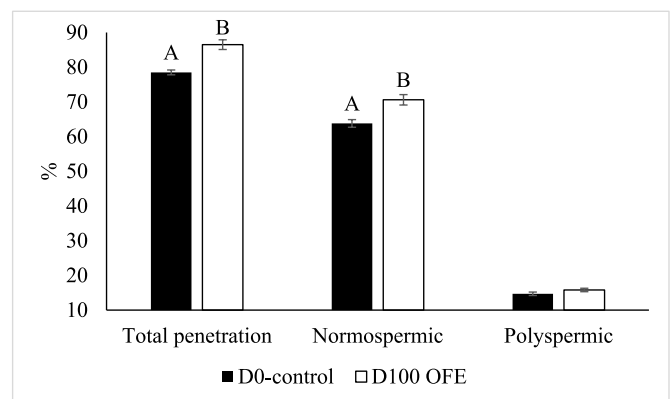 90
80
70
60
50
40
30
20
10
%
A
B
A
B
Total penetration
Normospermic
Polyspermic
D0-control
D100 OFE